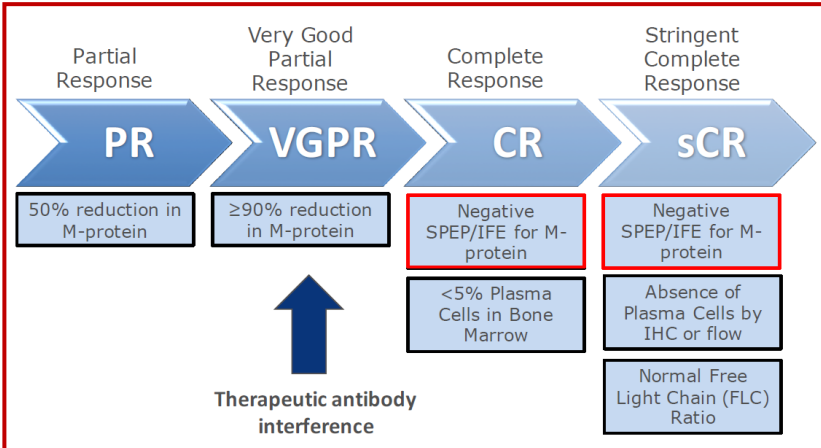 Partial
Response
Very Good
Partial
Response
Complete
Response
Stringent
Complete
Response
PR
VGPR
CR
sCR
50% reduction in
M-protein
≥90% reduction
in M-protein
Negative
SPEP/IFE for M-
protein
Negative
SPEP/IFE for M-
protein
<5% Plasma
Cells in Bone
Marrow
Absence of
Plasma Cells by
IHC or flow
Normal Free
Light Chain (FLC)
Ratio
Therapeutic antibody
interference